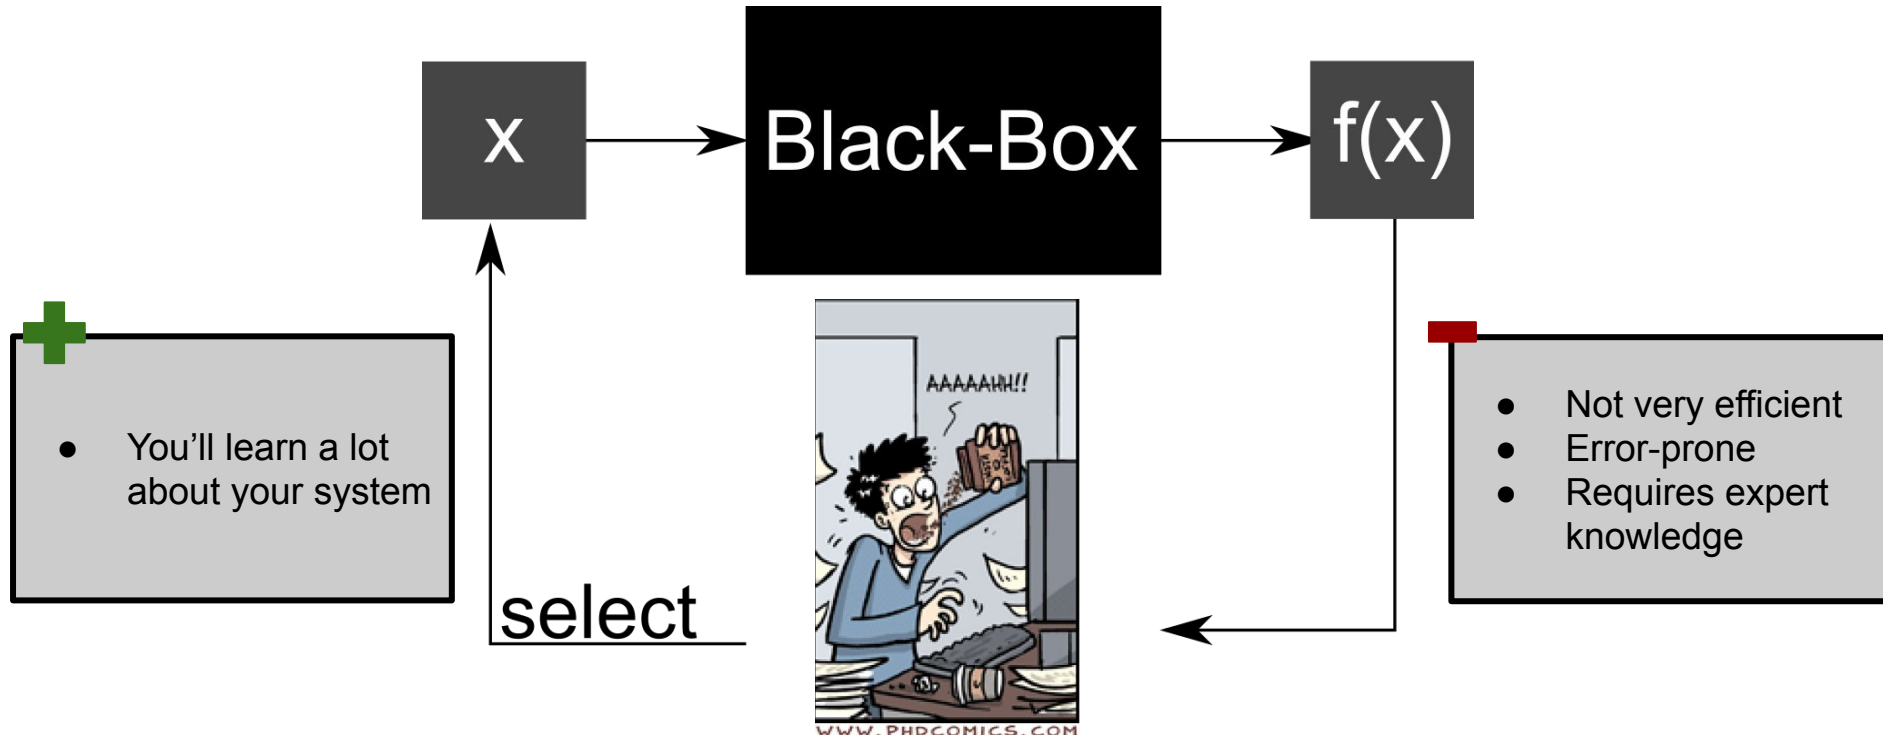 x
Black-Box
f(x)
AAAAAHH!!
● You’ll learn a lot
about your system
● Not very efficient
● Error-prone
● Requires expert
knowledge
select
WWW.PHDCOMICS.COM